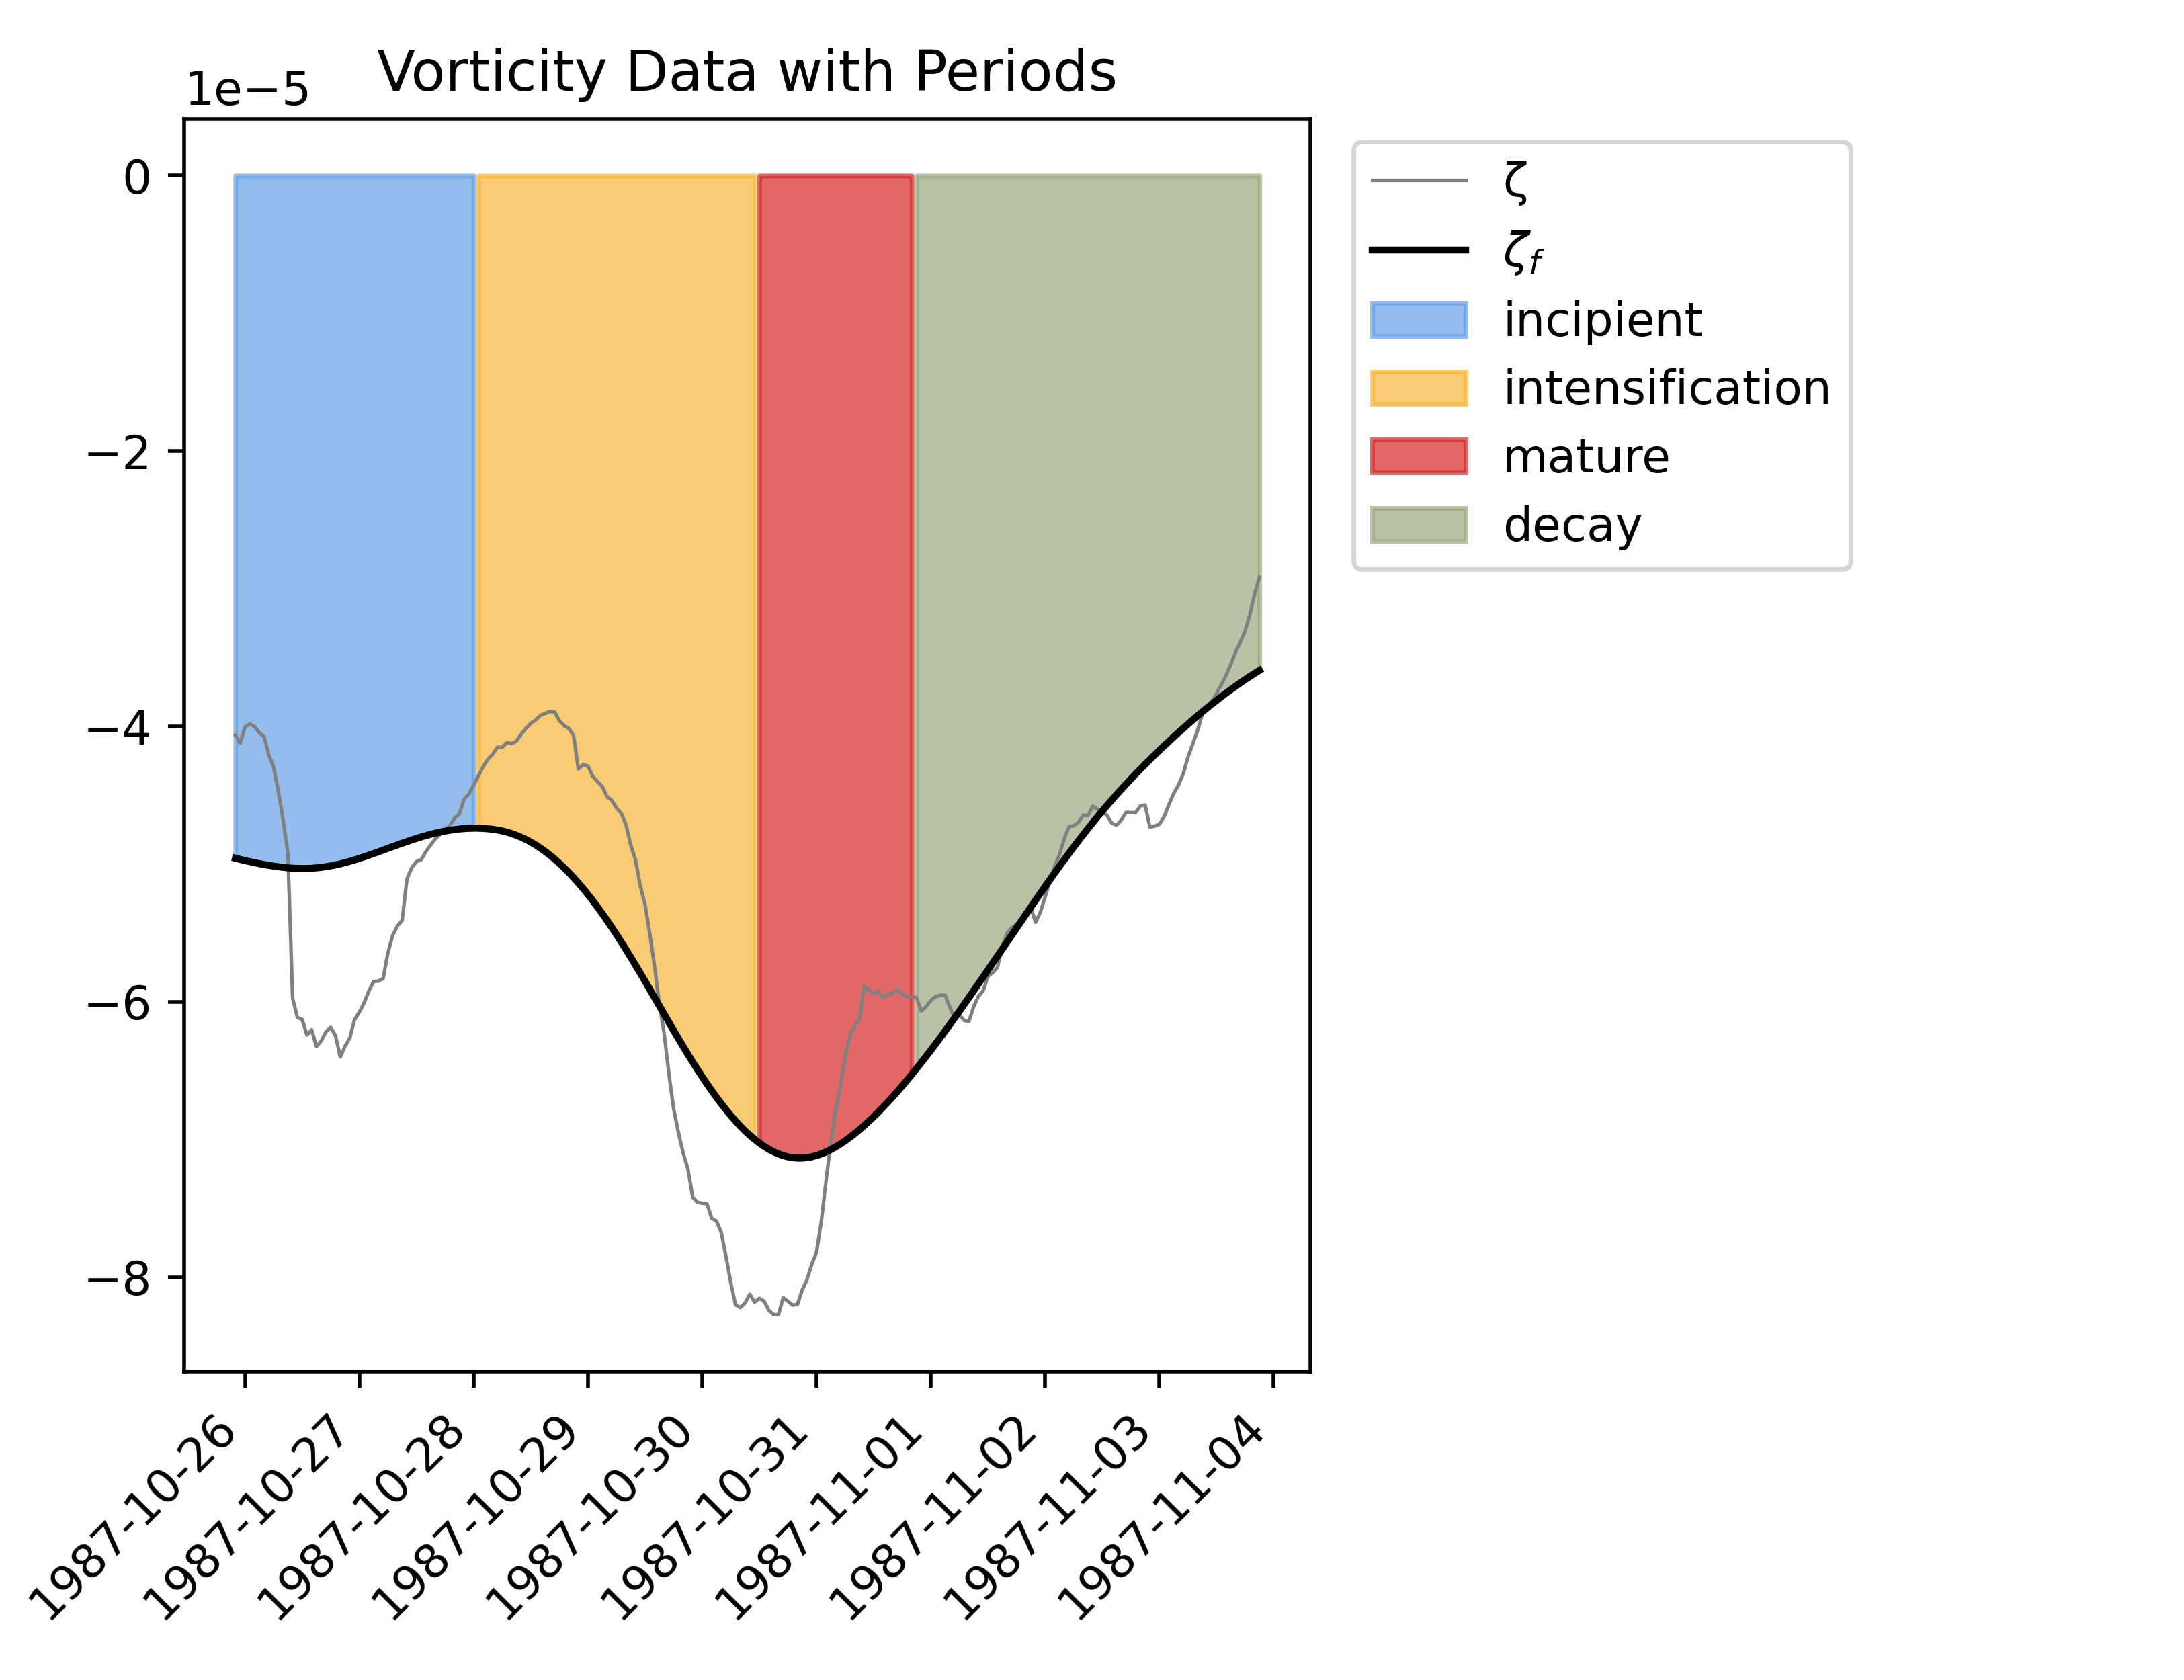 Vorticity Data with Periods
1e−5
0
−2
−4
−6
−8
1987-10-26
1987-10-27
1987-10-28
1987-10-29
1987-10-30
1987-10-31
1987-11-01
1987-11-02
1987-11-03
1987-11-04
ζ
ζf
incipient
intensification
mature
decay